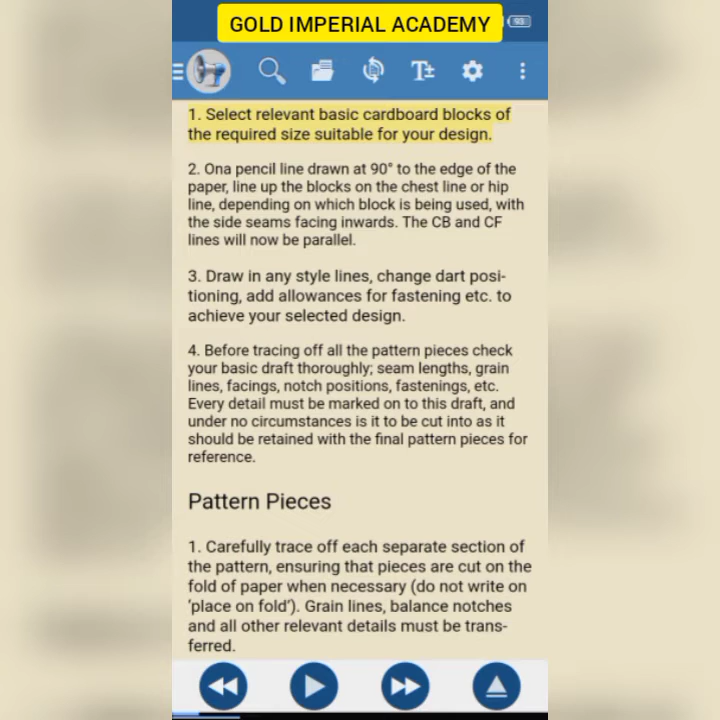 GOLD IMPERIAL ACADEMY
93
T±
1. Select relevant basic cardboard blocks of
the required size suitable for your design.
2. Ona pencil line drawn at 90° to the edge of the
paper, line up the blocks on the chest line or hip
line, depending on which block is being used, with
the side seams facing inwards. The CB and CF
lines will now be parallel.
3. Draw in any style lines, change dart posi-
tioning, add allowances for fastening etc. to
achieve your selected design.
4. Before tracing off all the pattern pieces check
your basic draft thoroughly; seam lengths, grain
lines, facings, notch positions, fastenings, etc.
Every detail must be marked on to this draft, and
under no circumstances is it to be cut into as it
should be retained with the final pattern pieces for
reference.
Pattern Pieces
1. Carefully trace off each separate section of
the pattern, ensuring that pieces are cut on the
fold of paper when necessary (do not write on
‘place on fold’). Grain lines, balance notches
and all other relevant details must be trans-
ferred.